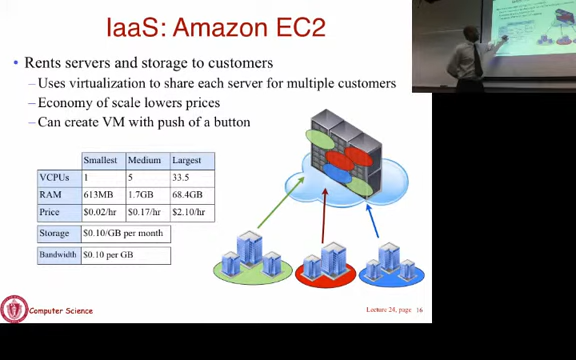 IaaS: Amazon EC2
• Rents servers and storage to customers
– Uses virtualization to share each server for multiple customers
– Economy of scale lowers prices
– Can create VM with push of a button
Smallest Medium Largest
VCPUs 1 5 33.5
RAM 613MB 1.7GB 68.4GB
Price $0.02/hr $0.17/hr $2.10/hr
Storage $0.10/GB per month
Bandwidth $0.10 per GB
Computer Science
Lecture 24, page 16